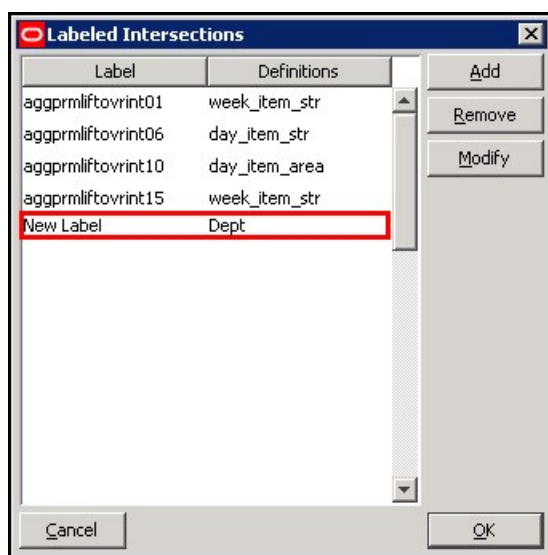 Labeled Intersections
Label Definitions
aggprmliftovrint01 week_item_str
aggprmliftovrint06 day_item_str
aggprmliftovrint10 day_item_area
aggprmliftovrint15 week_item_str
New Label Dept
Add
Remove
Modify
Cancel
OK